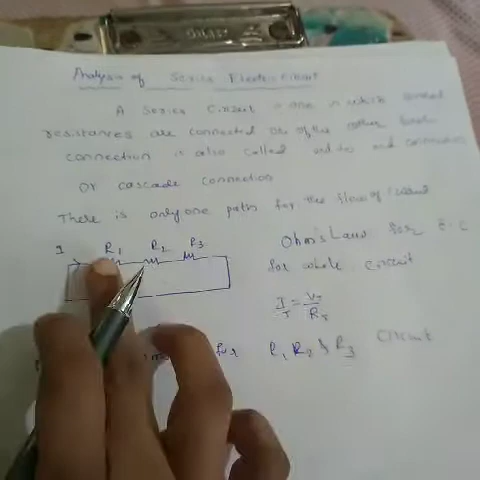 Analysis of Series Electric Circuit
A Series Circuit is one in which
resistances are connected one other
connection is also called end to end connection
or cascade connection
There is only one path for the flow of Current
I R1 R2 R3
Ohm's Law for E.C
for whole circuit
for R1 R2 & R3 Circuit